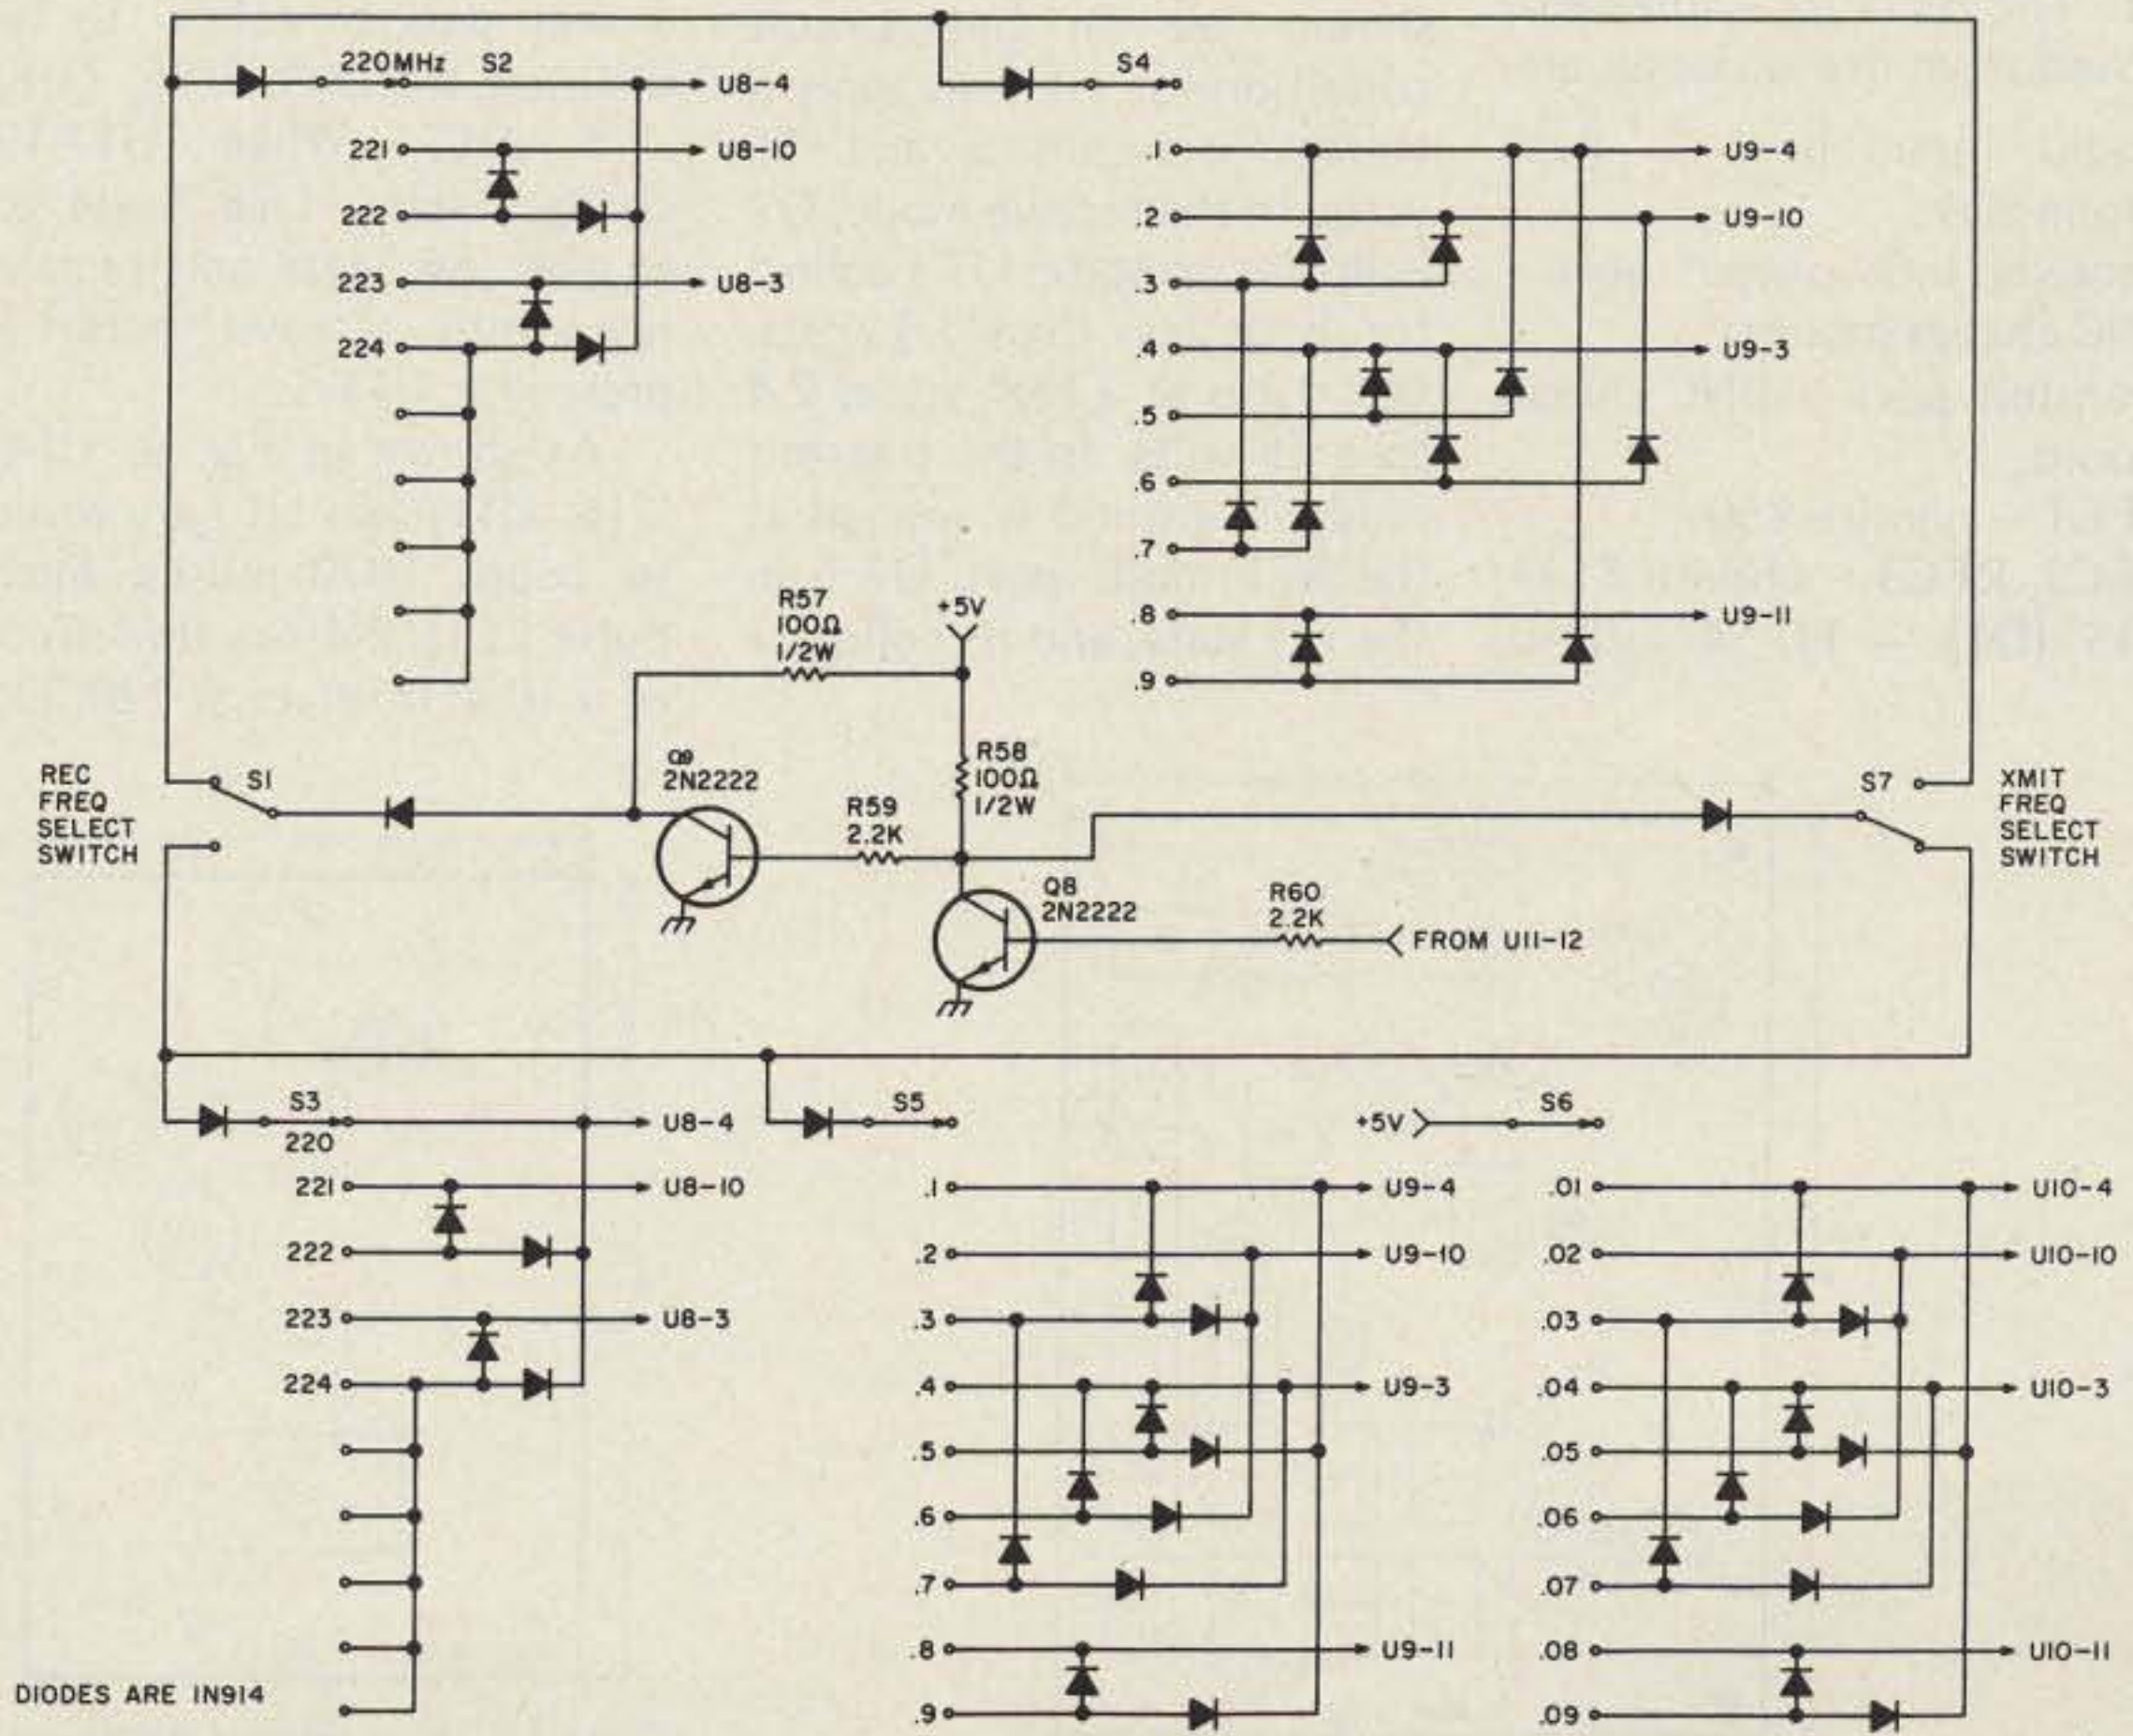 220MHz S2
U8-4
221
U8-10
222
223
U8-3
224
S4
.1
U9-4
.2
U9-10
.3
.4
U9-3
.5
.6
.7
.8
U9-11
.9
R57
100Ω
1/2W
+5V
R58
100Ω
1/2W
Q9
2N2222
R59
2.2K
Q8
2N2222
R60
2.2K
FROM U11-12
REC
FREQ
SELECT
SWITCH
S1
S7
XMIT
FREQ
SELECT
SWITCH
S3
220
U8-4
221
U8-10
222
223
U8-3
224
S5
.1
U9-4
.2
U9-10
.3
.4
U9-3
.5
.6
.7
.8
U9-11
.9
+5V
S6
.01
U10-4
.02
U10-10
.03
.04
U10-3
.05
.06
.07
.08
U10-11
.09
DIODES ARE IN914